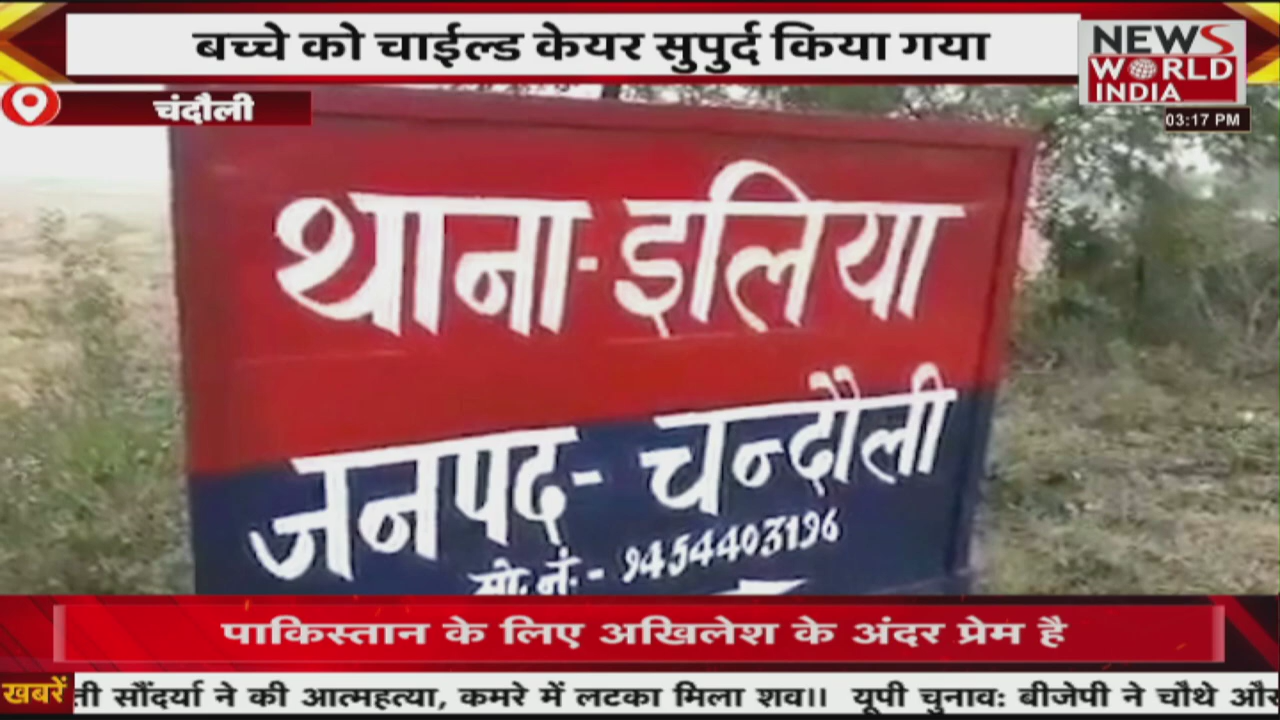 बच्चे को चाईल्ड केयर सुपुर्द किया गया
NEWS
WORLD
INDIA
चंदौली
03:17 PM
थाना-इलिया
जनपद- चन्दौली
मो. नं.- 9454403196
पाकिस्तान के लिए अखिलेश के अंदर प्रेम है
खबरें
सौंदर्या ने की आत्महत्या, कमरे में लटका मिला शव।। यूपी चुनाव: बीजेपी ने चौथे